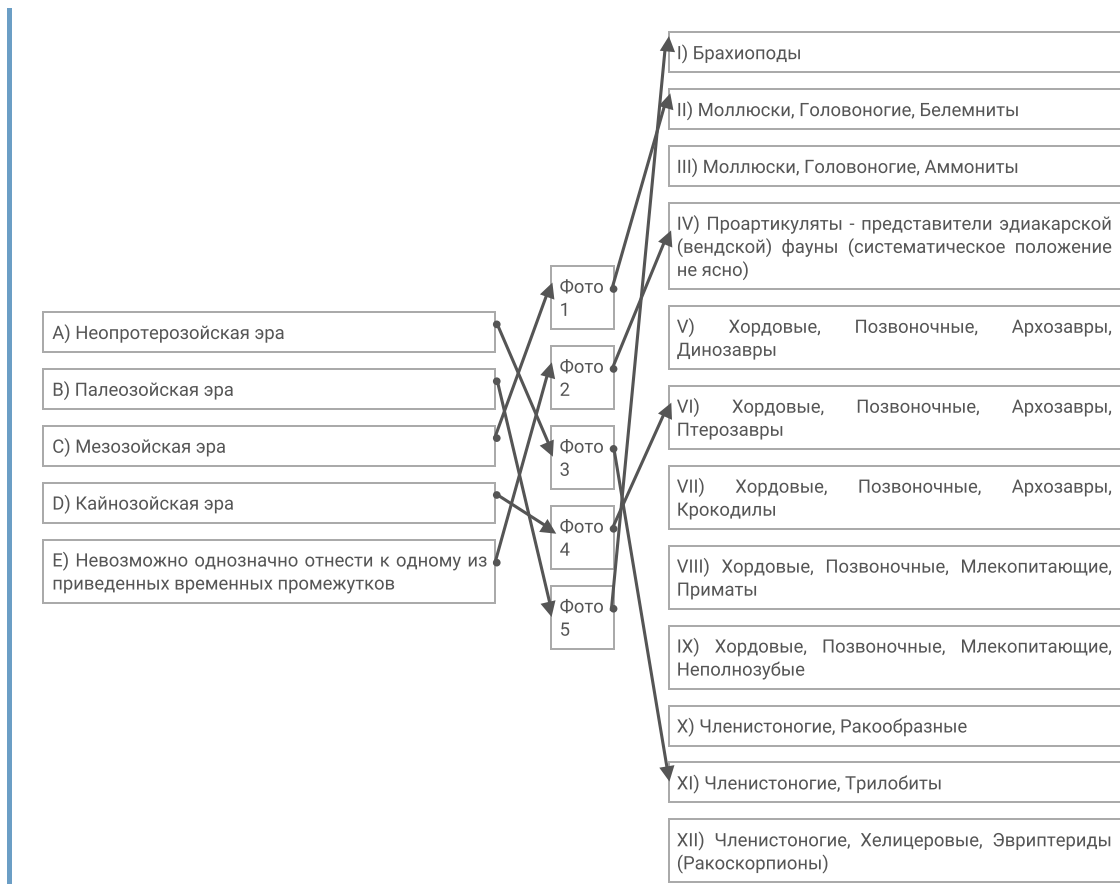 A) Неопротерозойская эра
B) Палеозойская эра
C) Мезозойская эра
D) Кайнозойская эра
E) Невозможно однозначно отнести к одному из
приведенных временных промежутков
Фото
1
Фото
2
Фото
3
Фото
4
Фото
5
I) Брахиоподы
II) Моллюски, Головоногие, Белемниты
III) Моллюски, Головоногие, Аммониты
IV) Проартикуляты - представители эдиакарской
(вендской) фауны (систематическое положение
не ясно)
V) Хордовые, Позвоночные, Архозавры,
Динозавры
VI) Хордовые, Позвоночные, Архозавры,
Птерозавры
VII) Хордовые, Позвоночные, Архозавры,
Крокодилы
VIII) Хордовые, Позвоночные, Млекопитающие,
Приматы
IX) Хордовые, Позвоночные, Млекопитающие,
Неполнозубые
X) Членистоногие, Ракообразные
XI) Членистоногие, Трилобиты
XII) Членистоногие, Хелицеровые, Эвриптериды
(Ракоскорпионы)